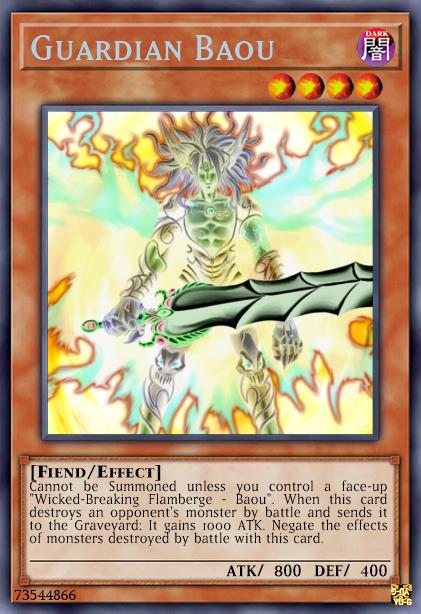 Guardian Baou
DARK
闇
[Fiend/Effect]
Cannot be Summoned unless you control a face-up
"Wicked-Breaking Flamberge - Baou". When this card
destroys an opponent's monster by battle and sends it
to the Graveyard: It gains 1000 ATK. Negate the effects
of monsters destroyed by battle with this card.
ATK/ 800 DEF/ 400
73544866